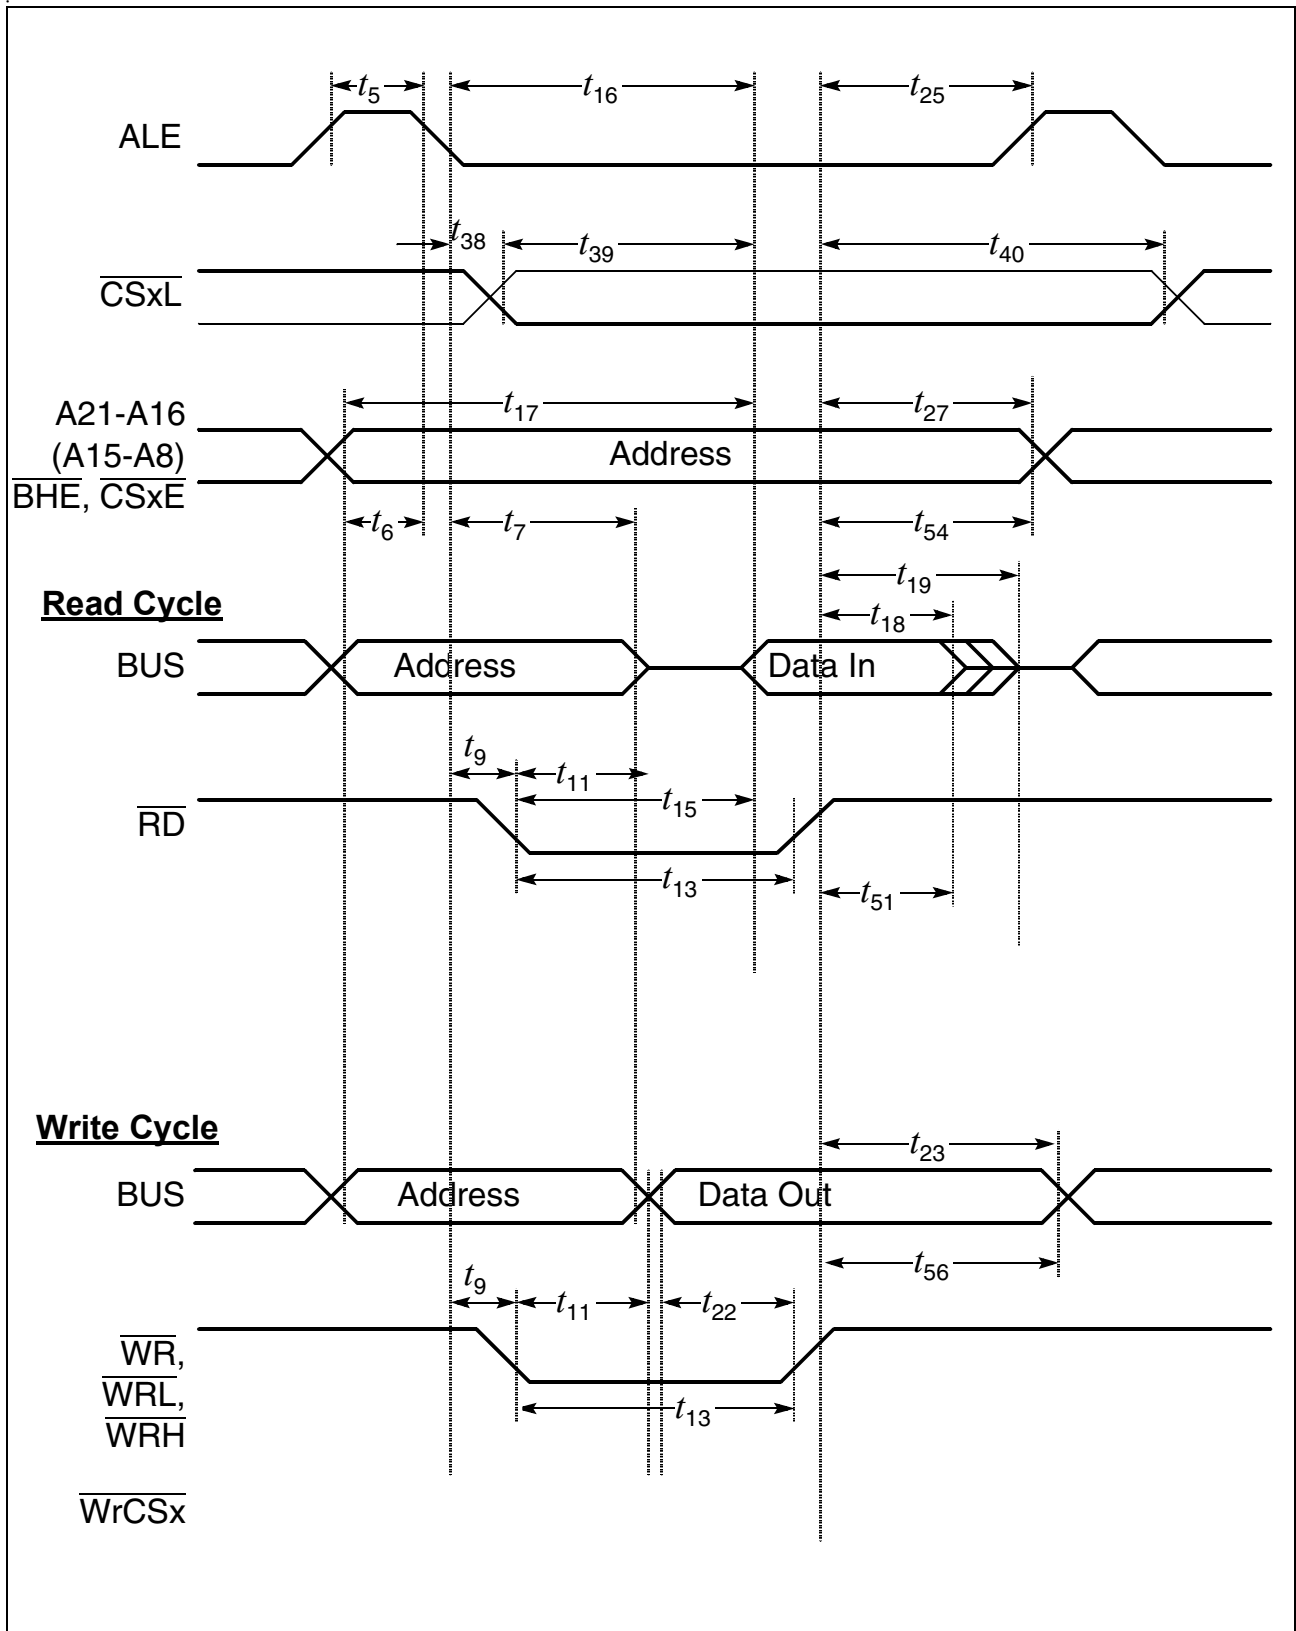 t5 t16 t25
ALE
t38 t39 t40
CSxL
t17 t27
A21-A16
(A15-A8)
BHE, CSxE
Address
t6 t7 t54
t19
t18
Read Cycle
BUS Address Data In
t9 t11
t15
RD
t13 t51
Write Cycle
t23
BUS Address Data Out
t56
t9 t11 t22
WR,
WRL,
WRH
t13
WrCSx